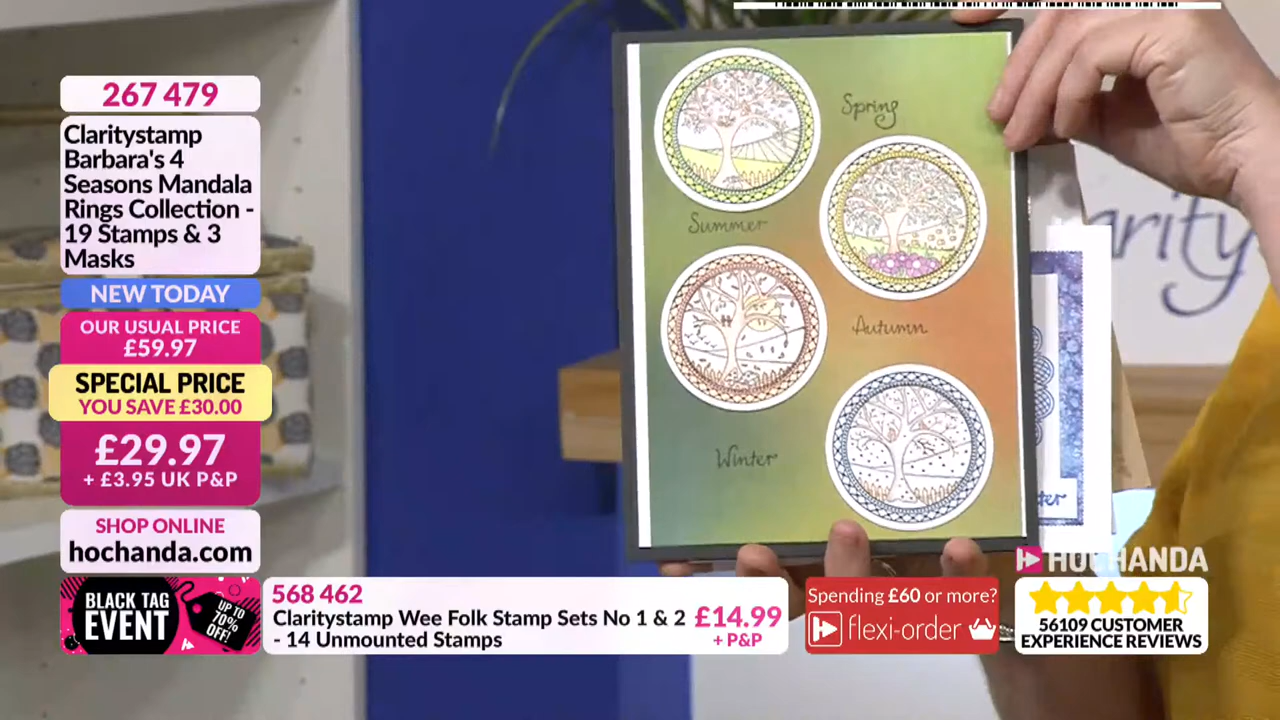 267 479
Claritystamp
Barbara's 4
Seasons Mandala
Rings Collection -
19 Stamps & 3
Masks
NEW TODAY
OUR USUAL PRICE
£59.97
SPECIAL PRICE
YOU SAVE £30.00
£29.97
+ £3.95 UK P&P
SHOP ONLINE
hochanda.com
Spring
Summer
Autumn
Winter
arity
HOCHANDA
BLACK TAG
EVENT
UP TO
70%
OFF!
568 462
Claritystamp Wee Folk Stamp Sets No 1 & 2
- 14 Unmounted Stamps
£14.99
+ P&P
Spending £60 or more?
flexi-order
56109 CUSTOMER
EXPERIENCE REVIEWS